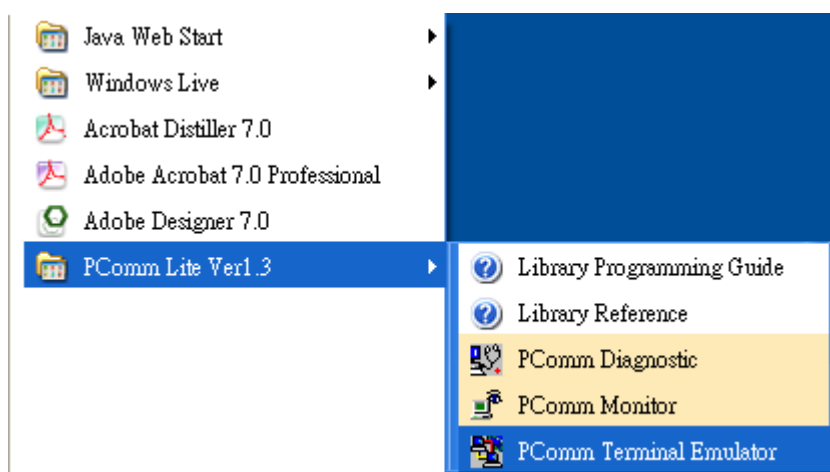 Java Web Start
Windows Live
Acrobat Distiller 7.0
Adobe Acrobat 7.0 Professional
Adobe Designer 7.0
PComm Lite Ver1.3
Library Programming Guide
Library Reference
PComm Diagnostic
PComm Monitor
PComm Terminal Emulator